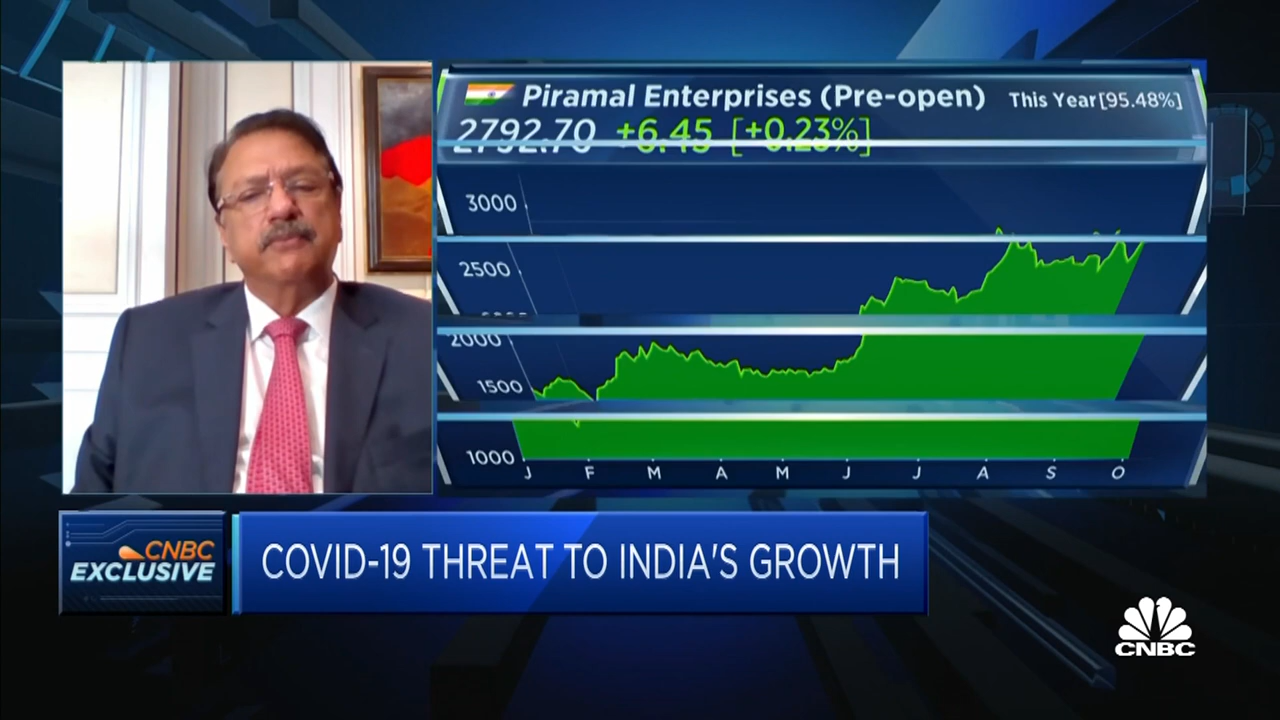 Piramal Enterprises (Pre-open) This Year[95.48%]
2792.70 +6.45 [+0.23%]
3000
2500
2000
1500
1000
J F M A M J J A S O
CNBC
EXCLUSIVE
COVID-19 THREAT TO INDIA'S GROWTH
CNBC